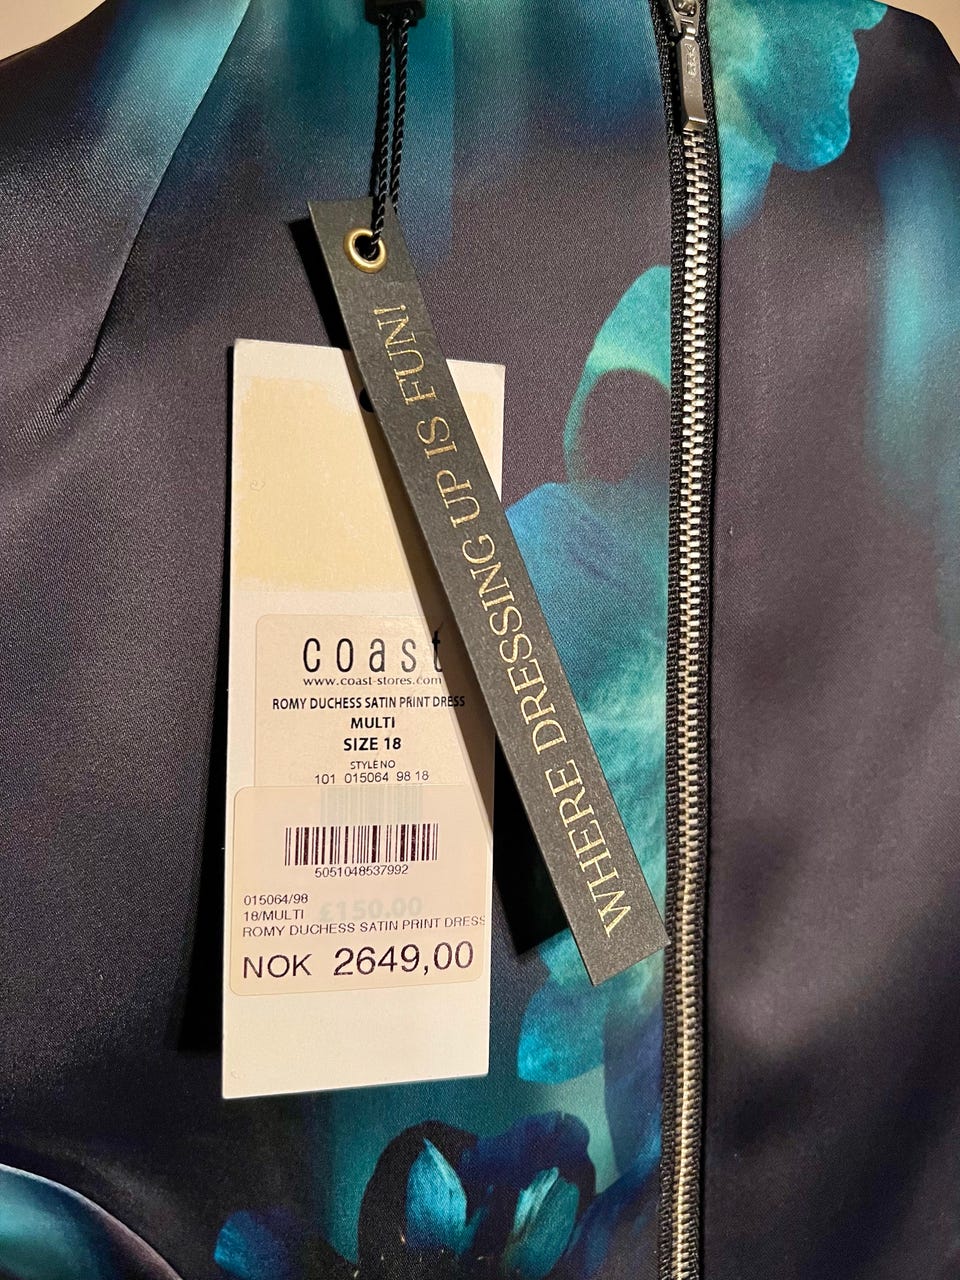 WHERE DRESSING UP IS FUN!
coast
www.coast-stores.com
ROMY DUCHESS SATIN PRINT DRESS
MULTI
SIZE 18
STYLE NO
101 015064 98 18
5051048537992
015064/98
18/MULTI
£150.00
ROMY DUCHESS SATIN PRINT DRESS
NOK 2649,00